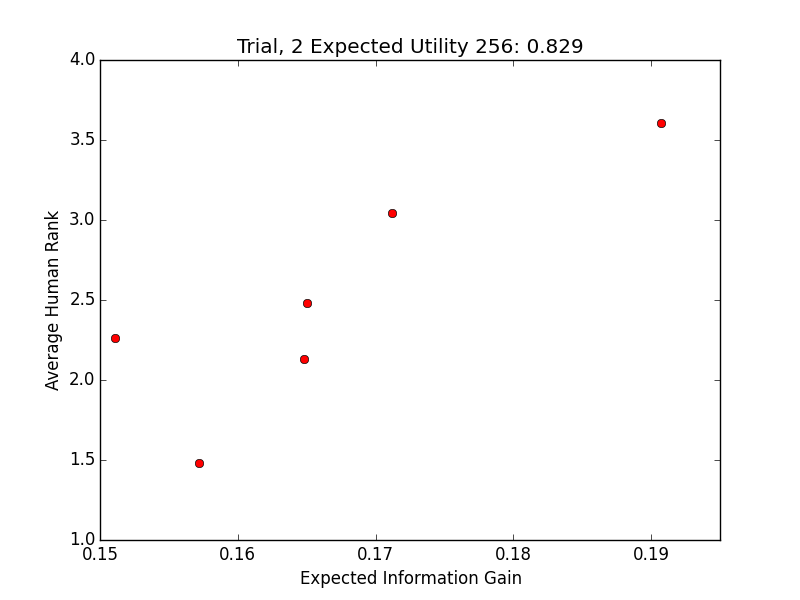 Trial, 2 Expected Utility 256: 0.829
4.0
3.5
3.0
2.5
2.0
1.5
1.0
Average Human Rank
0.15 0.16 0.17 0.18 0.19
Expected Information Gain